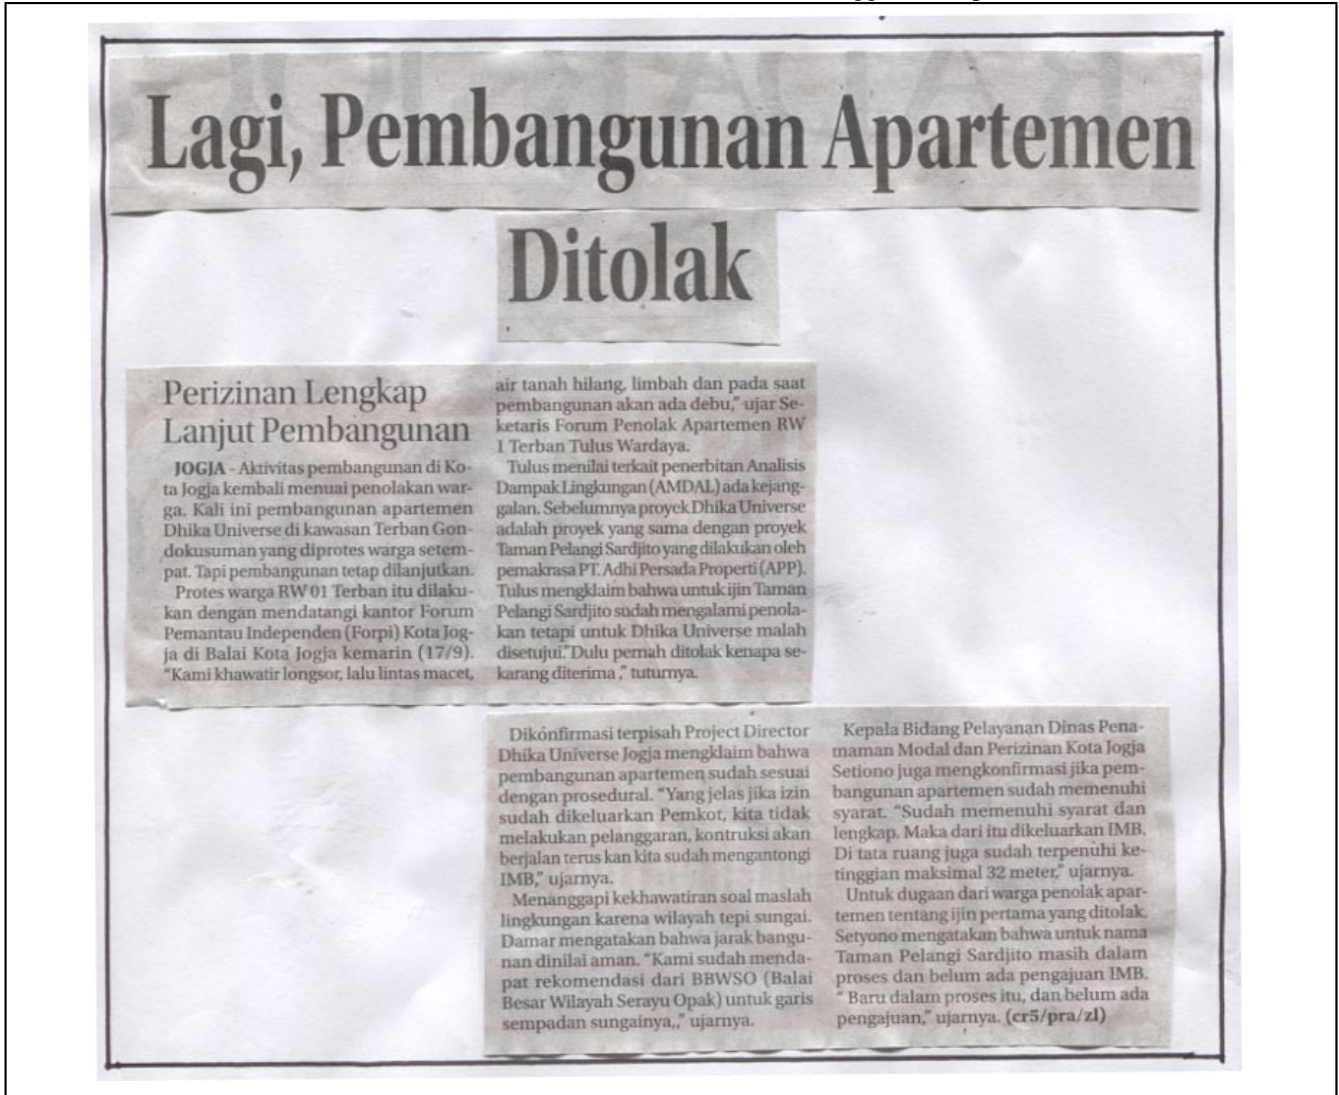 Lagi, Pembangunan Apartemen
Ditolak
Perizinan Lengkap
Lanjut Pembangunan
JOGJA - Aktivitas pembangunan di Ko-
ta Jogja kembali menuai penolakan war-
ga. Kali ini pembangunan apartemen
Dhika Universe di kawasan Terban Gon-
dokusuman yang diprotes warga setem-
pat. Tapi pembangunan tetap dilanjutkan.
Protes warga RW 01 Terban itu dilaku-
kan dengan mendatangi kantor Forum
Pemantau Independen (Forpi) Kota Jog-
ja di Balai Kota Jogja kemarin (17/9).
"Kami khawatir longsor, lalu lintas macet,
air tanah hilang, limbah dan pada saat
pembangunan akan ada debu," ujar Se-
ketaris Forum Penolak Apartemen RW
1 Terban Tulus Wardaya.
Tulus menilai terkait penerbitan Analisis
Dampak Lingkungan (AMDAL) ada kejang-
galan. Sebelumnya proyek Dhika Universe
adalah proyek yang sama dengan proyek
Taman Pelangi Sardjito yang dilakukan oleh
pemakrasa PT. Adhi Persada Properti (APP).
Tulus mengklaim bahwa untuk ijin Taman
Pelangi Sardjito sudah mengalami penola-
kan tetapi untuk Dhika Universe malah
disetujui."Dulu pernah ditolak kenapa se-
karang diterima ," tuturnya.
Dikonfirmasi terpisah Project Director
Dhika Universe Jogja mengklaim bahwa
pembangunan apartemen sudah sesuai
dengan prosedural. "Yang jelas jika izin
sudah dikeluarkan Pemkot, kita tidak
melakukan pelanggaran, kontruksi akan
berjalan terus kan kita sudah mengantongi
IMB," ujarnya.
Menanggapi kekhawatiran soal maslah
lingkungan karena wilayah tepi sungai.
Damar mengatakan bahwa jarak bangu-
nan dinilai aman. "Kami sudah menda-
pat rekomendasi dari BBWSO (Balai
Besar Wilayah Serayu Opak) untuk garis
sempadan sungainya,," ujarnya.
Kepala Bidang Pelayanan Dinas Pena-
maman Modal dan Perizinan Kota Jogja
Setiono juga mengkonfirmasi jika pem-
bangunan apartemen sudah memenuhi
syarat. "Sudah memenuhi syarat dan
lengkap. Maka dari itu dikeluarkan IMB.
Di tata ruang juga sudah terpenuhi ke-
tinggian maksimal 32 meter," ujarnya.
Untuk dugaan dari warga penolak apar-
temen tentang ijin pertama yang ditolak.
Setyono mengatakan bahwa untuk nama
Taman Pelangi Sardjito masih dalam
proses dan belum ada pengajuan IMB.
" Baru dalam proses itu, dan belum ada
pengajuan," ujarnya. (cr5/pra/zl)